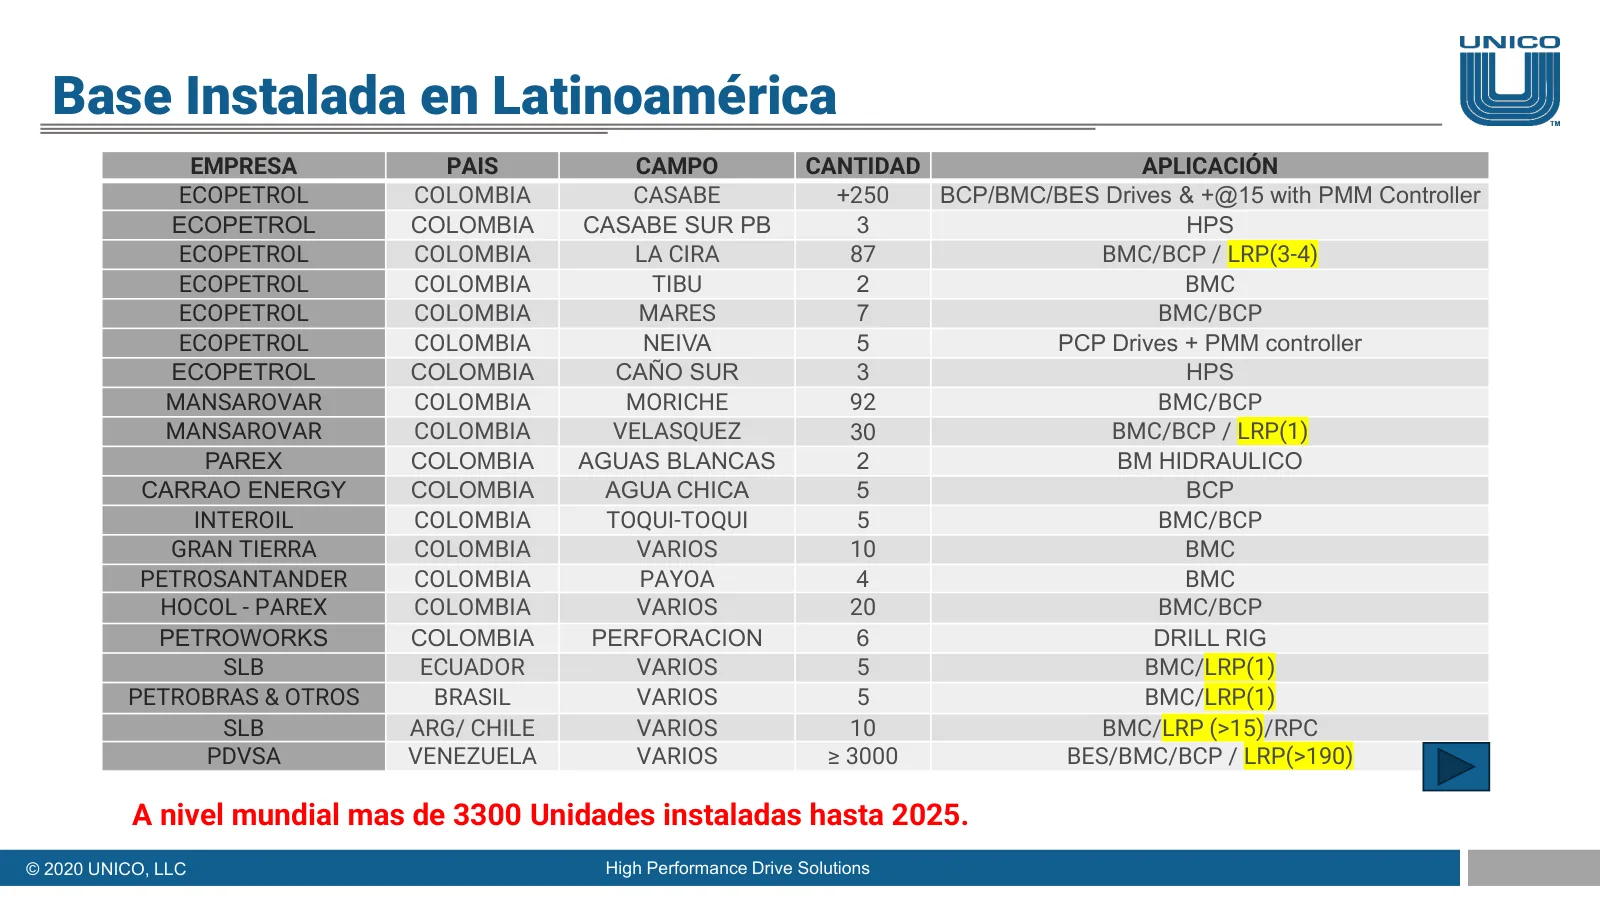 UNICO
TM
Base Instalada en Latinoamérica
EMPRESA PAIS CAMPO CANTIDAD APLICACIÓN
ECOPETROL COLOMBIA CASABE +250 BCP/BMC/BES Drives & +@15 with PMM Controller
ECOPETROL COLOMBIA CASABE SUR PB 3 HPS
ECOPETROL COLOMBIA LA CIRA 87 BMC/BCP / LRP(3-4)
ECOPETROL COLOMBIA TIBU 2 BMC
ECOPETROL COLOMBIA MARES 7 BMC/BCP
ECOPETROL COLOMBIA NEIVA 5 PCP Drives + PMM controller
ECOPETROL COLOMBIA CAÑO SUR 3 HPS
MANSAROVAR COLOMBIA MORICHE 92 BMC/BCP
MANSAROVAR COLOMBIA VELASQUEZ 30 BMC/BCP / LRP(1)
PAREX COLOMBIA AGUAS BLANCAS 2 BM HIDRAULICO
CARRAO ENERGY COLOMBIA AGUA CHICA 5 BCP
INTEROIL COLOMBIA TOQUI-TOQUI 5 BMC/BCP
GRAN TIERRA COLOMBIA VARIOS 10 BMC
PETROSANTANDER COLOMBIA PAYOA 4 BMC
HOCOL - PAREX COLOMBIA VARIOS 20 BMC/BCP
PETROWORKS COLOMBIA PERFORACION 6 DRILL RIG
SLB ECUADOR VARIOS 5 BMC/LRP(1)
PETROBRAS & OTROS BRASIL VARIOS 5 BMC/LRP(1)
SLB ARG/ CHILE VARIOS 10 BMC/LRP (>15)/RPC
PDVSA VENEZUELA VARIOS ≥ 3000 BES/BMC/BCP / LRP(>190)
A nivel mundial mas de 3300 Unidades instaladas hasta 2025.
© 2020 UNICO, LLC High Performance Drive Solutions